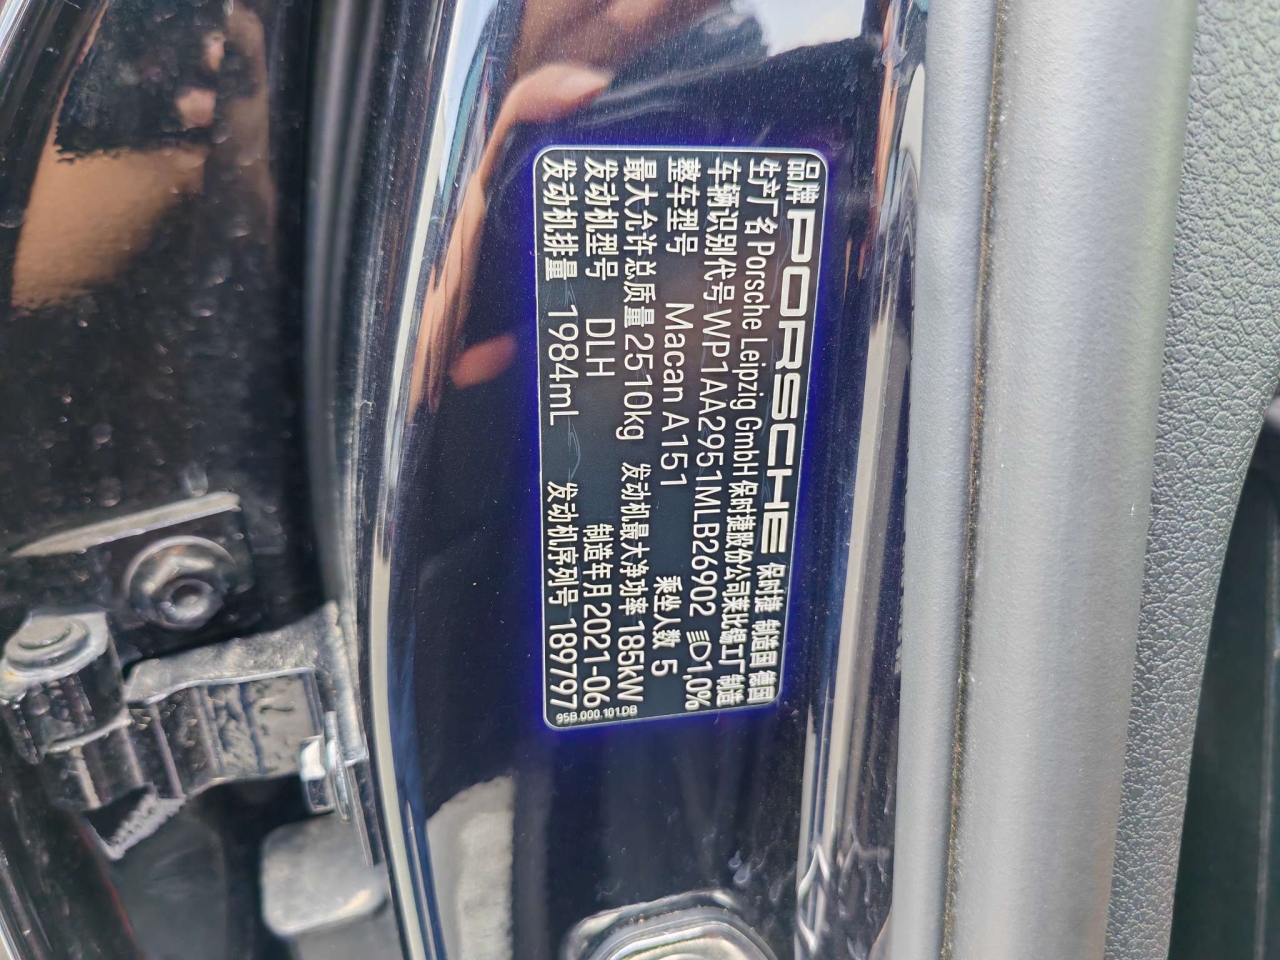 品牌 PORSCHE 保时捷 制造国 德国
生产厂名 Porsche Leipzig GmbH 保时捷股份公司莱比锡工厂制造
车辆识别代号 WP1AA2951MLB26902 1,0%
整车型号 Macan A151 乘坐人数 5
最大允许总质量 2510kg 发动机最大净功率 185kW
发动机型号 DLH 制造年月 2021-06
发动机排量 1984mL 发动机序列号 189797
95B.000.101.DB